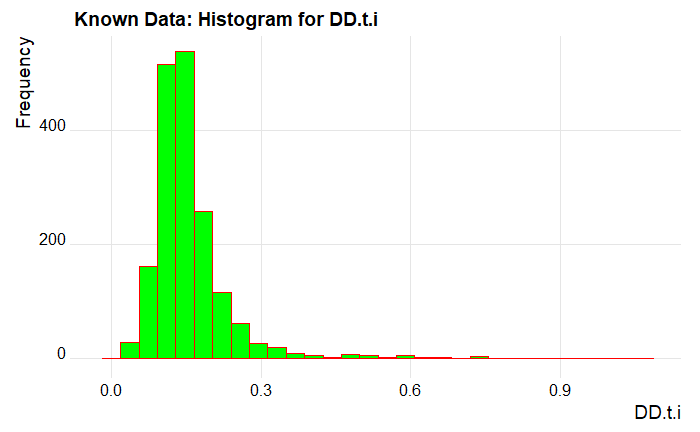 Known Data: Histogram for DD.t.i
Frequency
400
200
0
0.0 0.3 0.6 0.9
DD.t.i